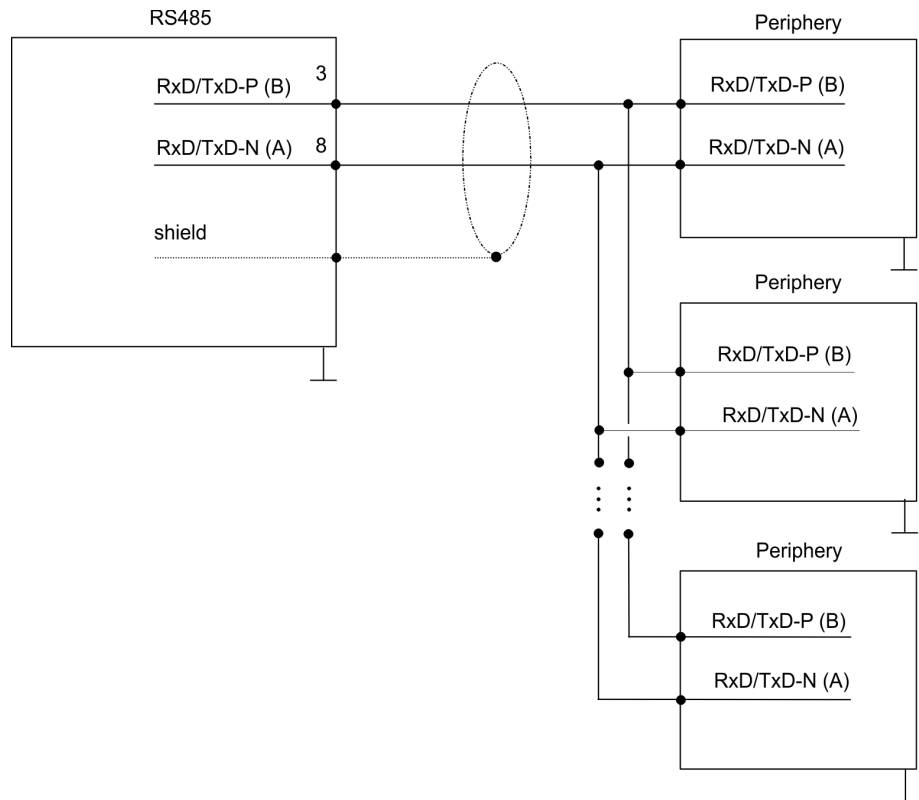 RS485
RxD/TxD-P (B)
3
RxD/TxD-N (A)
8
shield
Periphery
RxD/TxD-P (B)
RxD/TxD-N (A)
Periphery
RxD/TxD-P (B)
RxD/TxD-N (A)
Periphery
RxD/TxD-P (B)
RxD/TxD-N (A)